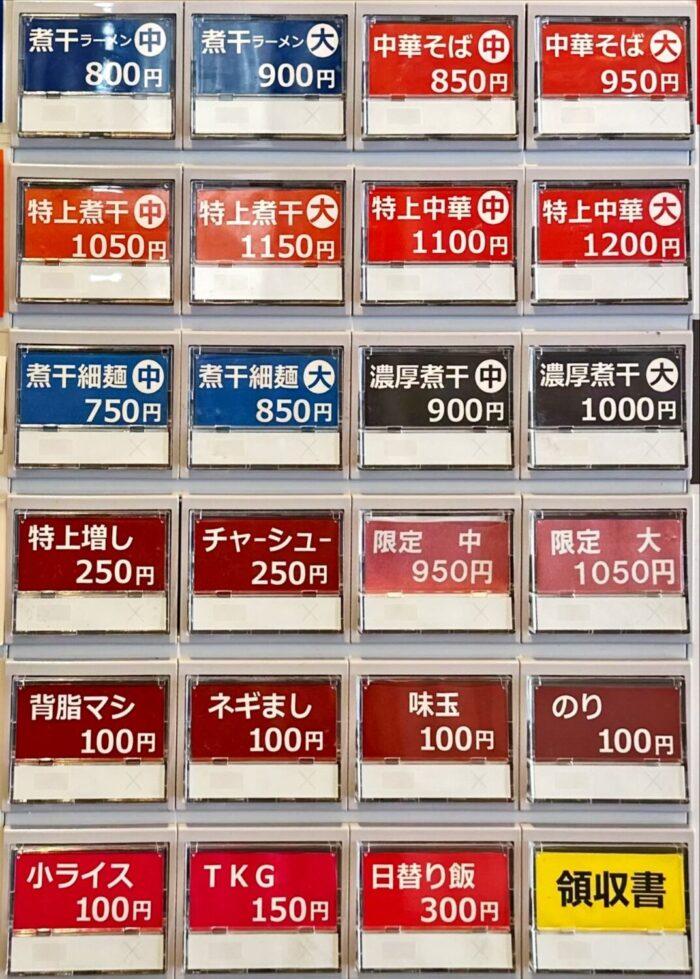 煮干ラーメン 中
800円
煮干ラーメン 大
900円
中華そば 中
850円
中華そば 大
950円
特上煮干 中
1050円
特上煮干 大
1150円
特上中華 中
1100円
特上中華 大
1200円
煮干細麺 中
750円
煮干細麺 大
850円
濃厚煮干 中
900円
濃厚煮干 大
1000円
特上増し
250円
チャーシュー
250円
限定 中
950円
限定 大
1050円
背脂マシ
100円
ネギまし
100円
味玉
100円
のり
100円
小ライス
100円
TKG
150円
日替り飯
300円
領収書